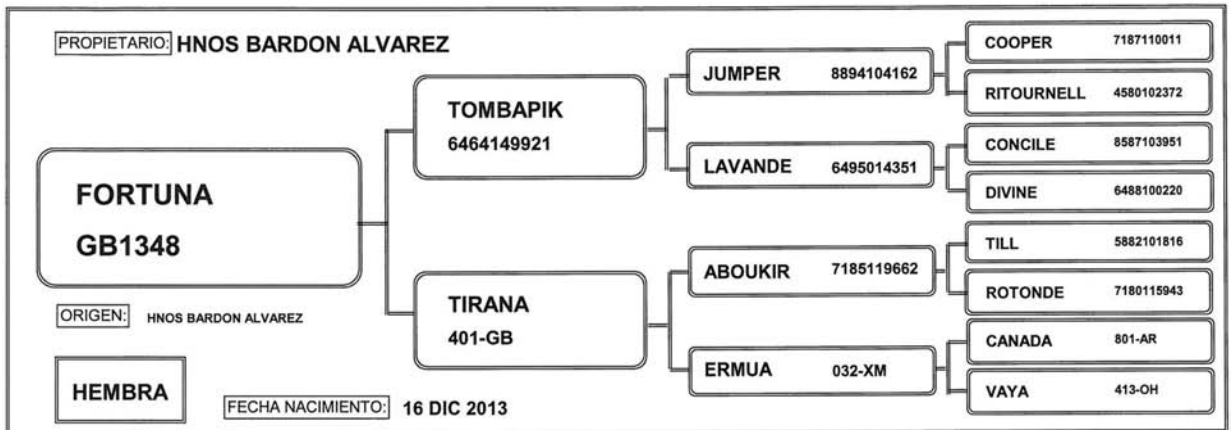 PROPIETARIO: HNOS BARDON ALVAREZ
FORTUNA
GB1348
ORIGEN: HNOS BARDON ALVAREZ
HEMBRA
FECHA NACIMIENTO: 16 DIC 2013
TOMBAPIK
6464149921
TIRANA
401-GB
JUMPER 8894104162
LAVANDE 6495014351
ABOUKIR 7185119662
ERMUA 032-XM
COOPER 7187110011
RITOURNELL 4580102372
CONCILE 8587103951
DIVINE 6488100220
TILL 5882101816
ROTONDE 7180115943
CANADA 801-AR
VAYA 413-OH